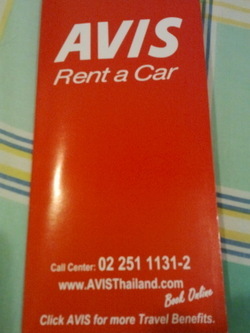 AVIS
Rent a Car
Call Center: 02 251 1131-2
www.AVISThailand.com
Book Online
Click AVIS for more Travel Benefits.